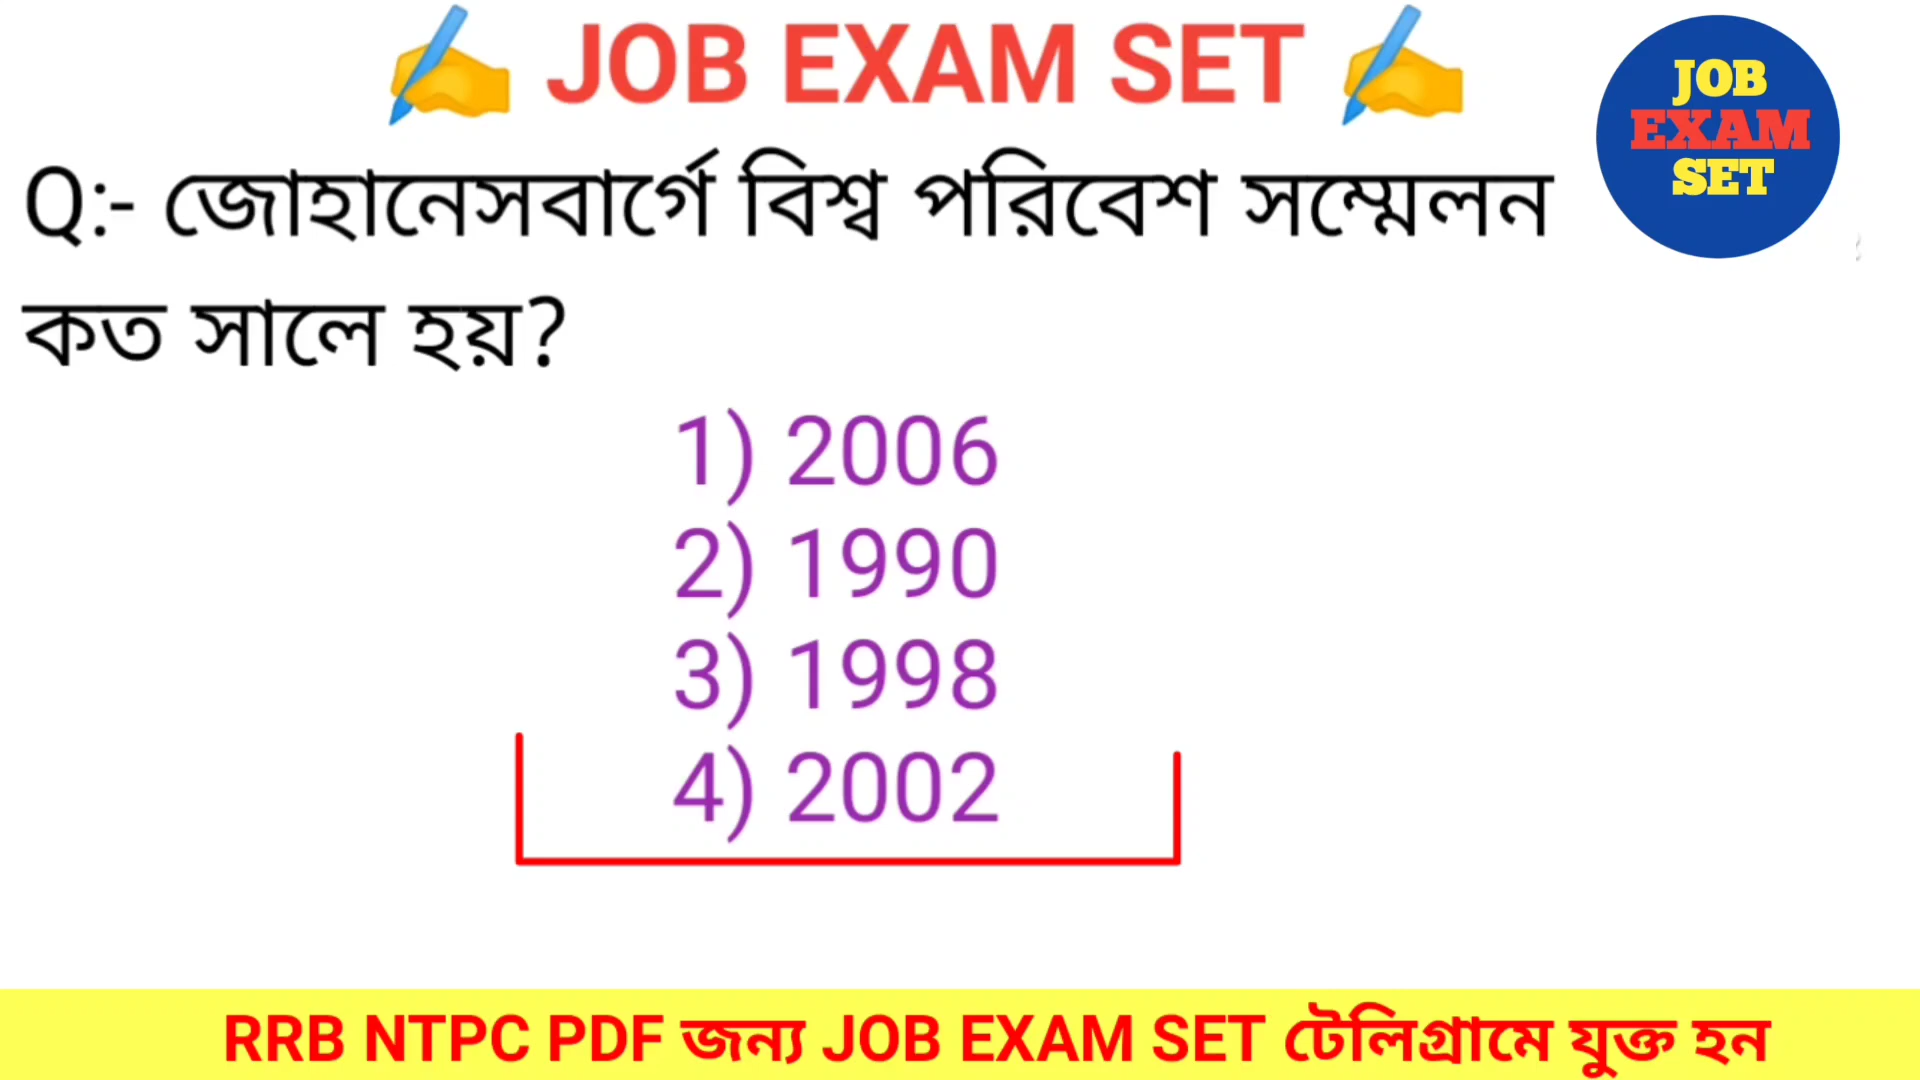 ✍️ JOB EXAM SET ✍️
JOB
EXAM
SET
Q:- জোহানেসবার্গে বিশ্ব পরিবেশ সম্মেলন
কত সালে হয়?
1) 2006
2) 1990
3) 1998
4) 2002
RRB NTPC PDF জন্য JOB EXAM SET টেলিগ্রামে যুক্ত হন